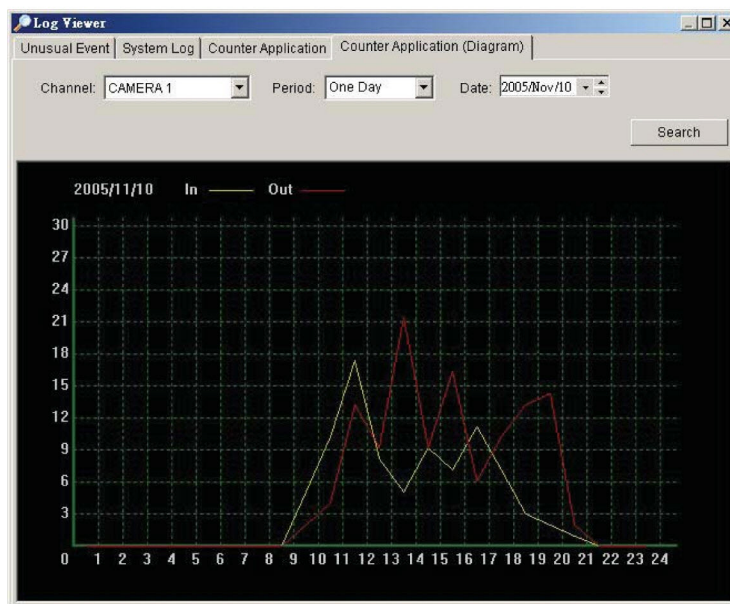 Log Viewer
Unusual Event System Log Counter Application Counter Application (Diagram)
Channel: CAMERA 1 Period: One Day Date: 2005/Nov/10
Search
2005/11/10 In Out
30
27
24
21
18
15
12
9
6
3
0 1 2 3 4 5 6 7 8 9 10 11 12 13 14 15 16 17 18 19 20 21 22 23 24